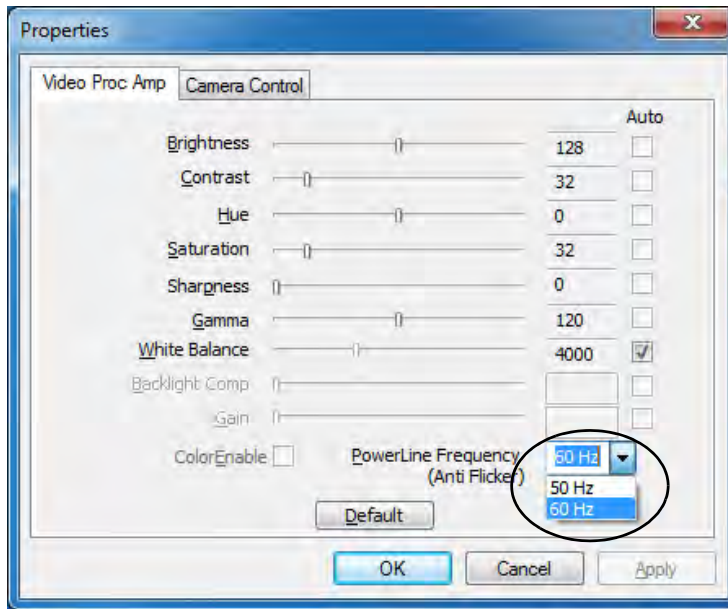 Properties
Video Proc Amp Camera Control
Auto
Brightness 128
Contrast 32
Hue 0
Saturation 32
Sharpness 0
Gamma 120
White Balance 4000
Backlight Comp
Gain
ColorEnable PowerLine Frequency 60 Hz
(Anti Flicker)
50 Hz
60 Hz
Default
OK Cancel Apply